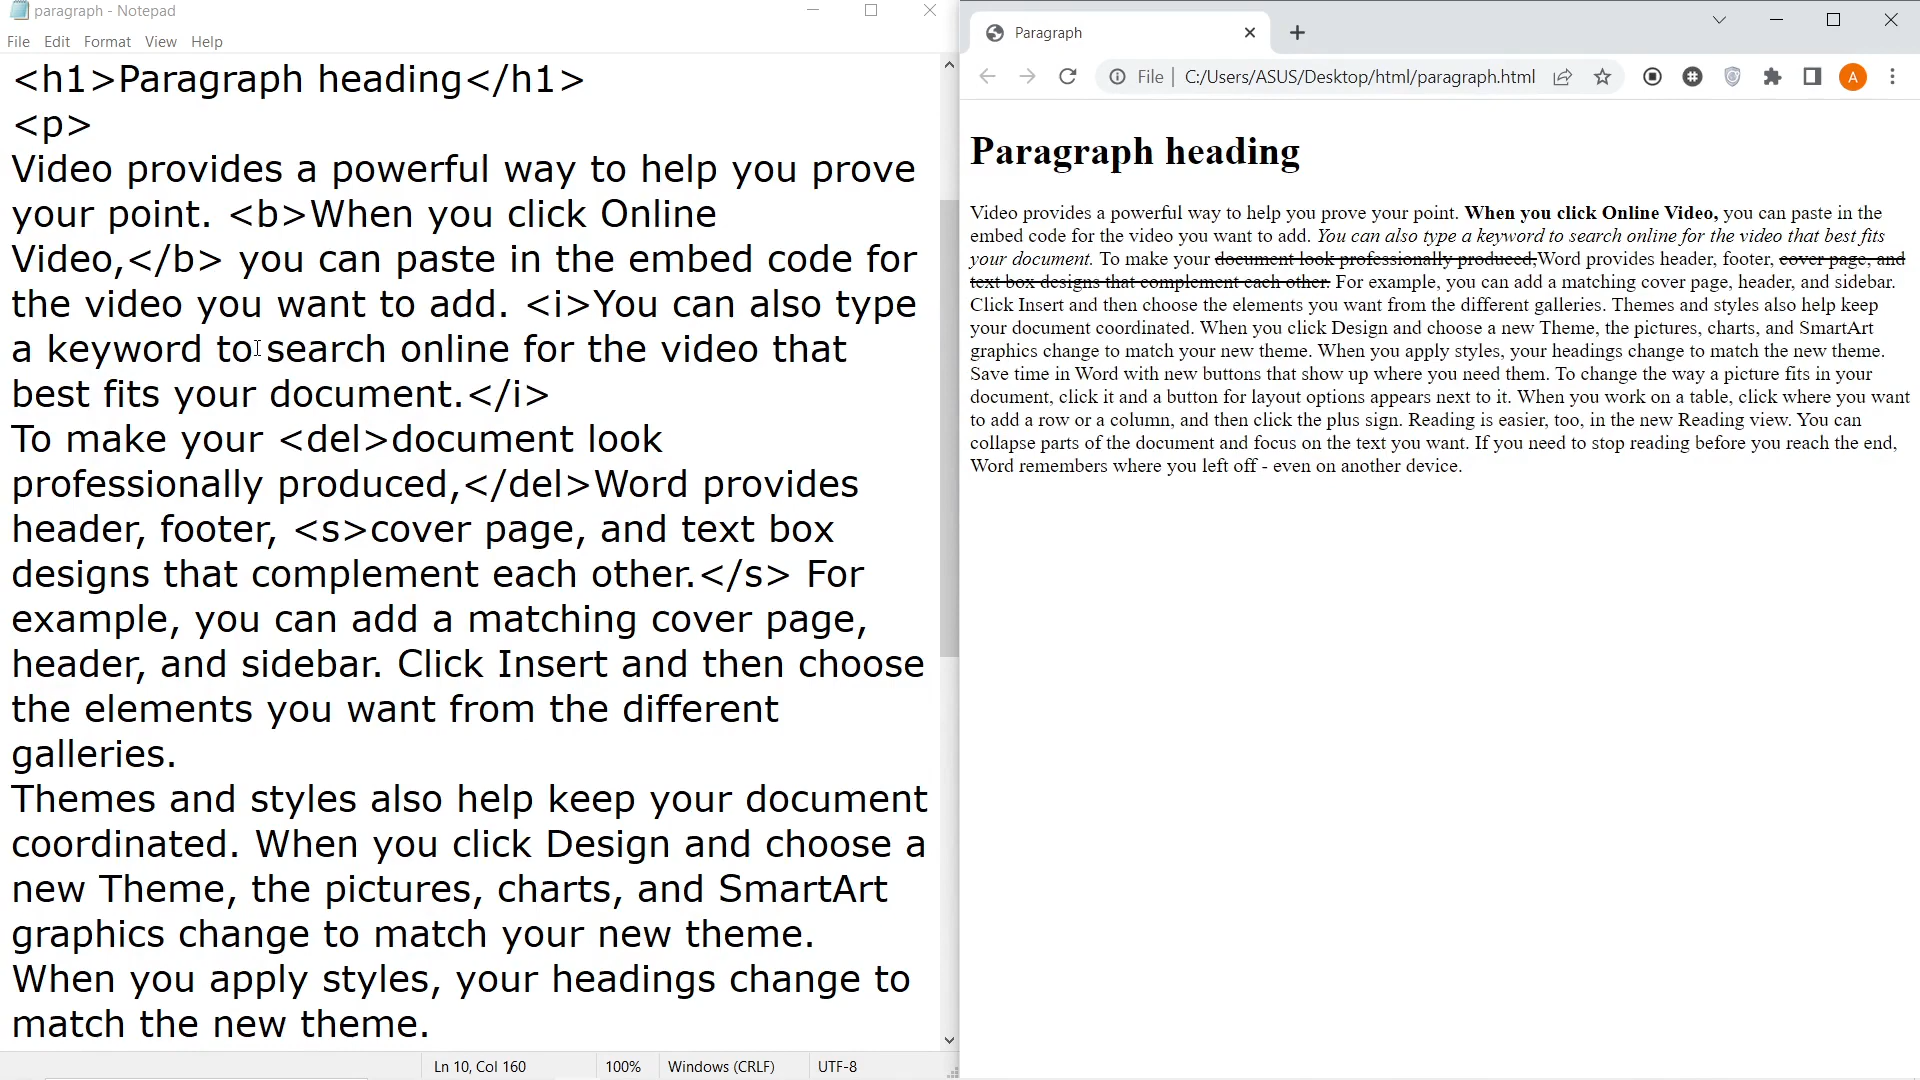 paragraph - Notepad
File Edit Format View Help
<h1>Paragraph heading</h1>
<p>
Video provides a powerful way to help you prove
your point. <b>When you click Online
Video,</b> you can paste in the embed code for
the video you want to add. <i>You can also type
a keyword to search online for the video that
best fits your document.</i>
To make your <del>document look
professionally produced,</del>Word provides
header, footer, <s>cover page, and text box
designs that complement each other.</s> For
example, you can add a matching cover page,
header, and sidebar. Click Insert and then choose
the elements you want from the different
galleries.
Themes and styles also help keep your document
coordinated. When you click Design and choose a
new Theme, the pictures, charts, and SmartArt
graphics change to match your new theme.
When you apply styles, your headings change to
match the new theme.
Ln 10, Col 160 100% Windows (CRLF) UTF-8
Paragraph
File | C:/Users/ASUS/Desktop/html/paragraph.html
A
Paragraph heading
Video provides a powerful way to help you prove your point. When you click Online Video, you can paste in the
embed code for the video you want to add. You can also type a keyword to search online for the video that best fits
your document. To make your document look professionally produced,Word provides header, footer, cover page, and
text box designs that complement each other. For example, you can add a matching cover page, header, and sidebar.
Click Insert and then choose the elements you want from the different galleries. Themes and styles also help keep
your document coordinated. When you click Design and choose a new Theme, the pictures, charts, and SmartArt
graphics change to match your new theme. When you apply styles, your headings change to match the new theme.
Save time in Word with new buttons that show up where you need them. To change the way a picture fits in your
document, click it and a button for layout options appears next to it. When you work on a table, click where you want
to add a row or a column, and then click the plus sign. Reading is easier, too, in the new Reading view. You can
collapse parts of the document and focus on the text you want. If you need to stop reading before you reach the end,
Word remembers where you left off - even on another device.